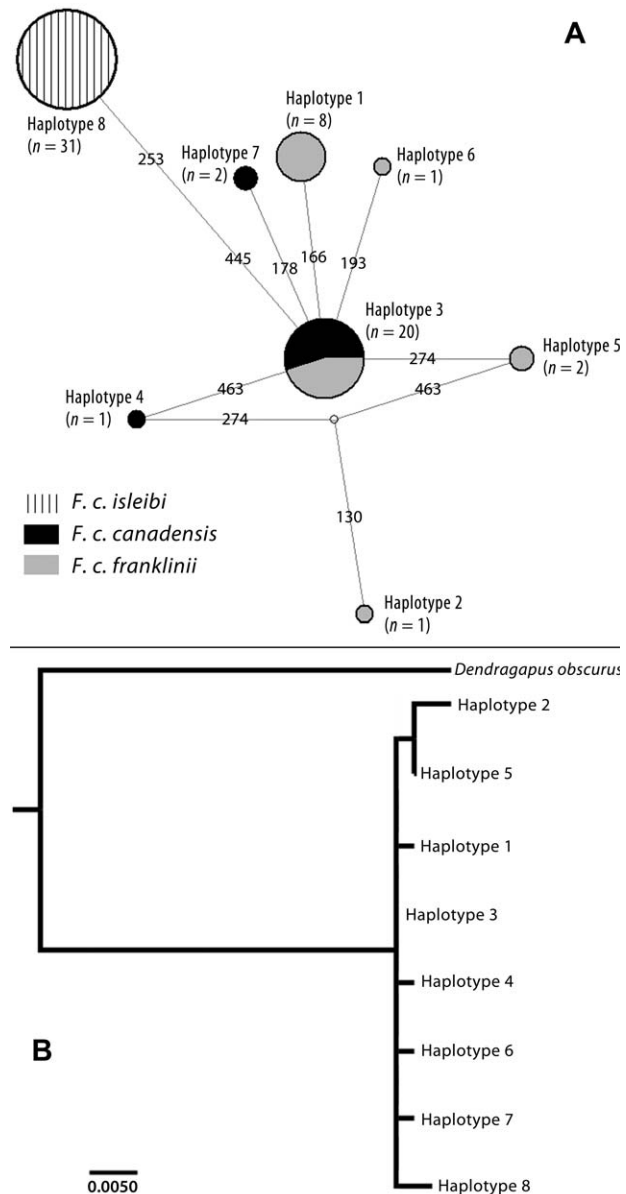 A
Haplotype 8
(n = 31)
Haplotype 1
(n = 8)
Haplotype 7
(n = 2)
Haplotype 6
(n = 1)
253
445
178
166
193
Haplotype 3
(n = 20)
Haplotype 5
(n = 2)
274
463
463
274
Haplotype 4
(n = 1)
130
F. c. isleibi
F. c. canadensis
F. c. franklinii
Haplotype 2
(n = 1)
Dendragapus obscurus
Haplotype 2
Haplotype 5
Haplotype 1
Haplotype 3
Haplotype 4
Haplotype 6
Haplotype 7
Haplotype 8
B
0.0050